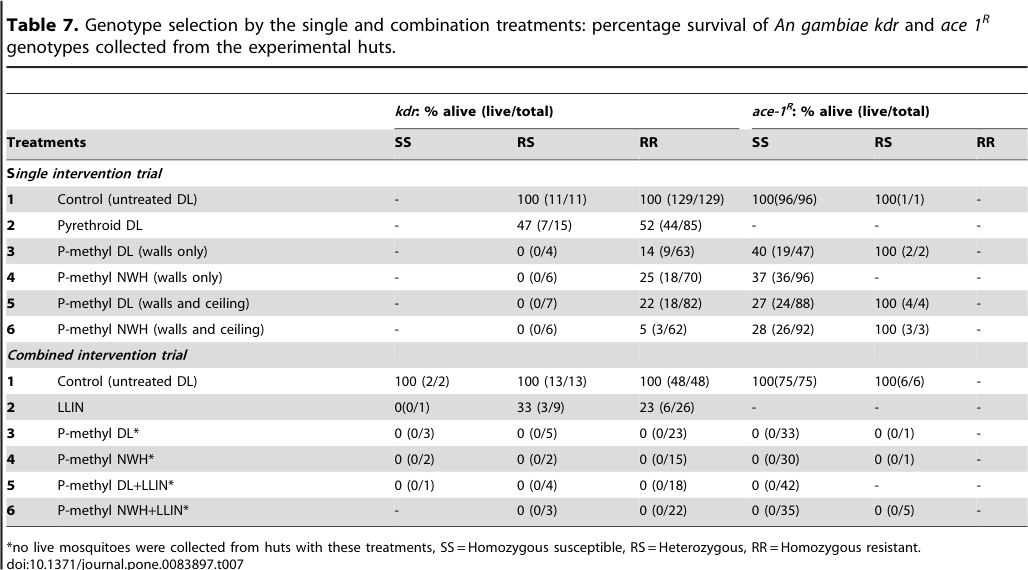 Table 7. Genotype selection by the single and combination treatments: percentage survival of An gambiae kdr and ace 1R
genotypes collected from the experimental huts.
kdr: % alive (live/total) ace-1R: % alive (live/total)
Treatments SS RS RR SS RS RR
Single intervention trial
1 Control (untreated DL) - 100 (11/11) 100 (129/129) 100(96/96) 100(1/1) -
2 Pyrethroid DL - 47 (7/15) 52 (44/85) - - -
3 P-methyl DL (walls only) - 0 (0/4) 14 (9/63) 40 (19/47) 100 (2/2) -
4 P-methyl NWH (walls only) - 0 (0/6) 25 (18/70) 37 (36/96) - -
5 P-methyl DL (walls and ceiling) - 0 (0/7) 22 (18/82) 27 (24/88) 100 (4/4) -
6 P-methyl NWH (walls and ceiling) - 0 (0/6) 5 (3/62) 28 (26/92) 100 (3/3) -
Combined intervention trial
1 Control (untreated DL) 100 (2/2) 100 (13/13) 100 (48/48) 100(75/75) 100(6/6) -
2 LLIN 0(0/1) 33 (3/9) 23 (6/26) - - -
3 P-methyl DL* 0 (0/3) 0 (0/5) 0 (0/23) 0 (0/33) 0 (0/1) -
4 P-methyl NWH* 0 (0/2) 0 (0/2) 0 (0/15) 0 (0/30) 0 (0/1) -
5 P-methyl DL+LLIN* 0 (0/1) 0 (0/4) 0 (0/18) 0 (0/42) - -
6 P-methyl NWH+LLIN* - 0 (0/3) 0 (0/22) 0 (0/35) 0 (0/5) -
*no live mosquitoes were collected from huts with these treatments, SS = Homozygous susceptible, RS = Heterozygous, RR = Homozygous resistant.
doi:10.1371/journal.pone.0083897.t007